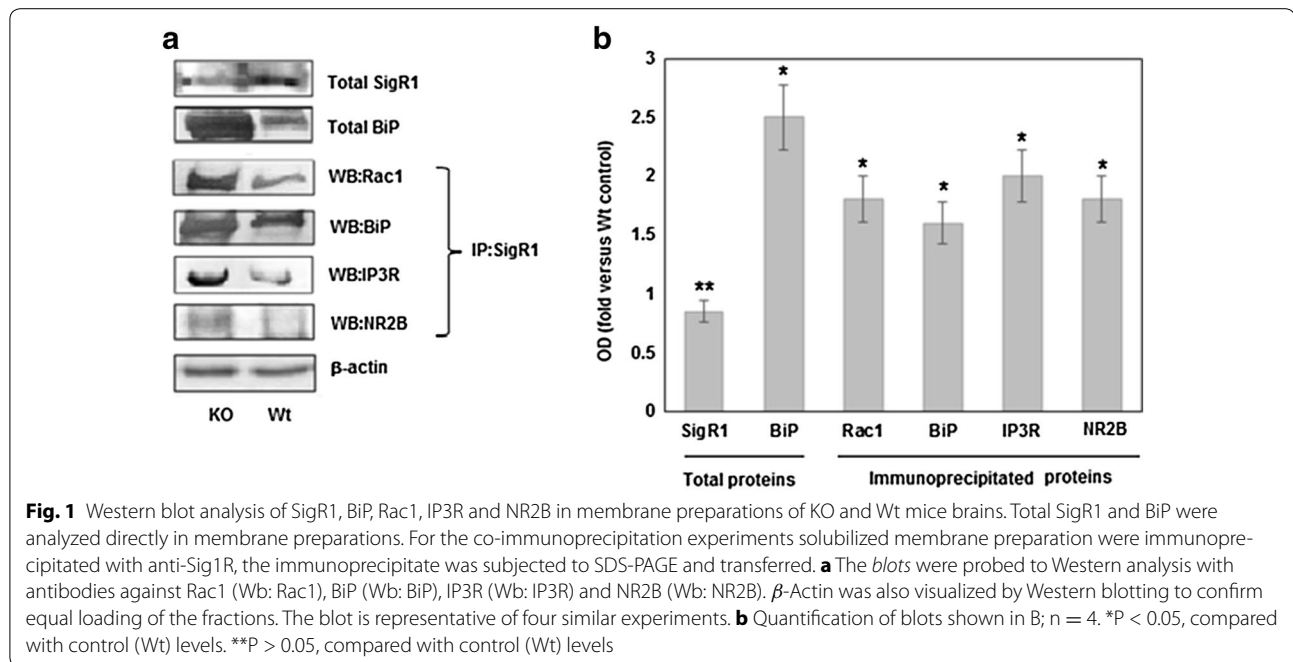 a
Total SigR1
Total BiP
WB:Rac1
WB:BiP
WB:IP3R
WB:NR2B
IP:SigR1
β-actin
KO Wt
b
OD (fold versus Wt control)
3
2.5
2
1.5
1
0.5
0
** * * * * *
SigR1 BiP Rac1 BiP IP3R NR2B
Total proteins Immunoprecipitated proteins
Fig. 1 Western blot analysis of SigR1, BiP, Rac1, IP3R and NR2B in membrane preparations of KO and Wt mice brains. Total SigR1 and BiP were
analyzed directly in membrane preparations. For the co-immunoprecipitation experiments solubilized membrane preparation were immunopre-
cipitated with anti-Sig1R, the immunoprecipitate was subjected to SDS-PAGE and transferred. a The blots were probed to Western analysis with
antibodies against Rac1 (Wb: Rac1), BiP (Wb: BiP), IP3R (Wb: IP3R) and NR2B (Wb: NR2B). β-Actin was also visualized by Western blotting to confirm
equal loading of the fractions. The blot is representative of four similar experiments. b Quantification of blots shown in B; n = 4. *P < 0.05, compared
with control (Wt) levels. **P > 0.05, compared with control (Wt) levels